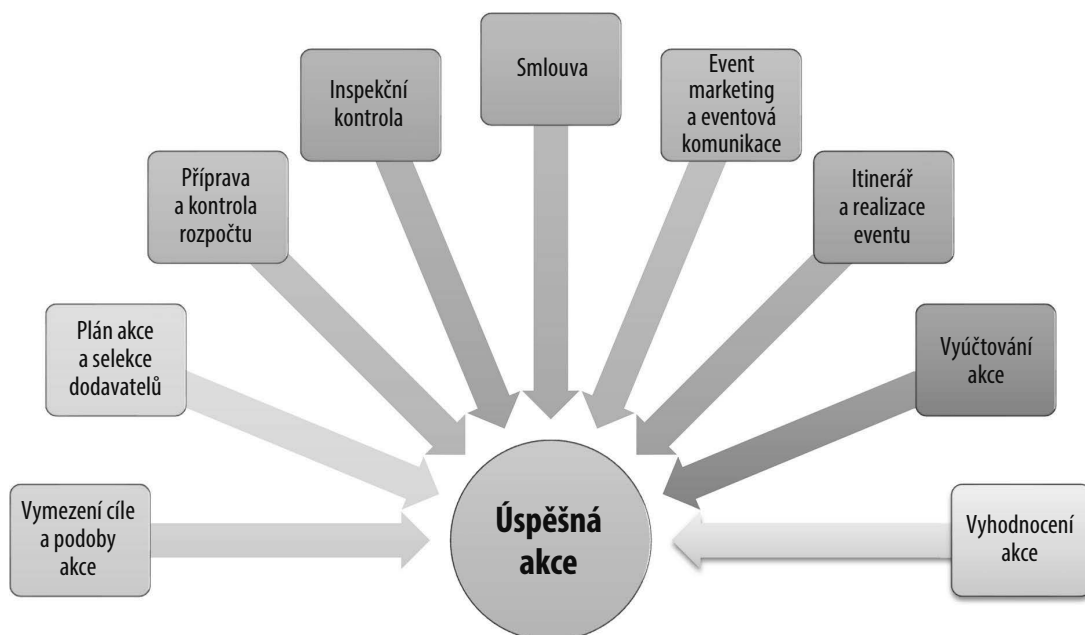 Smlouva
Inspekční
kontrola
Event
marketing
a eventová
komunikace
Příprava
a kontrola
rozpočtu
Itinerář
a realizace
eventu
Plán akce
a selekce
dodavatelů
Vyúčtování
akce
Vymezení cíle
a podoby
akce
Úspěšná
akce
Vyhodnocení
akce